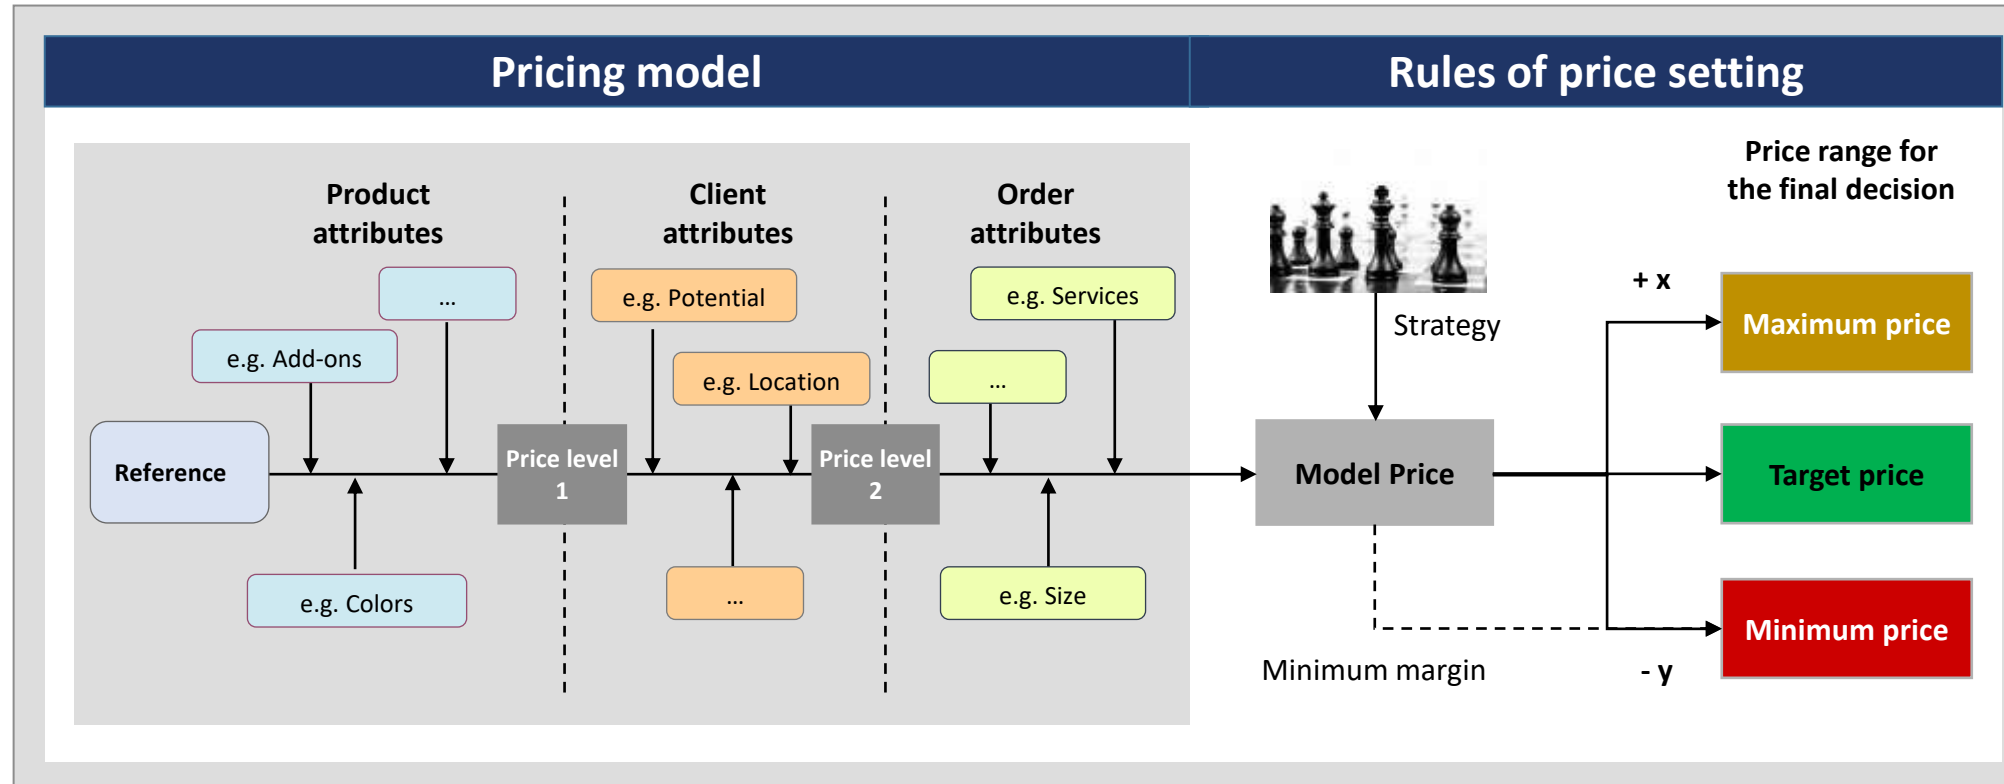 Pricing model
Rules of price setting
Product
attributes
Client
attributes
Order
attributes
Price range for
the final decision
...
e.g. Potential
e.g. Services
+ x
Maximum price
Strategy
e.g. Add-ons
e.g. Location
...
Reference
Price level
1
Price level
2
Model Price
Target price
e.g. Colors
...
e.g. Size
Minimum price
Minimum margin
- y